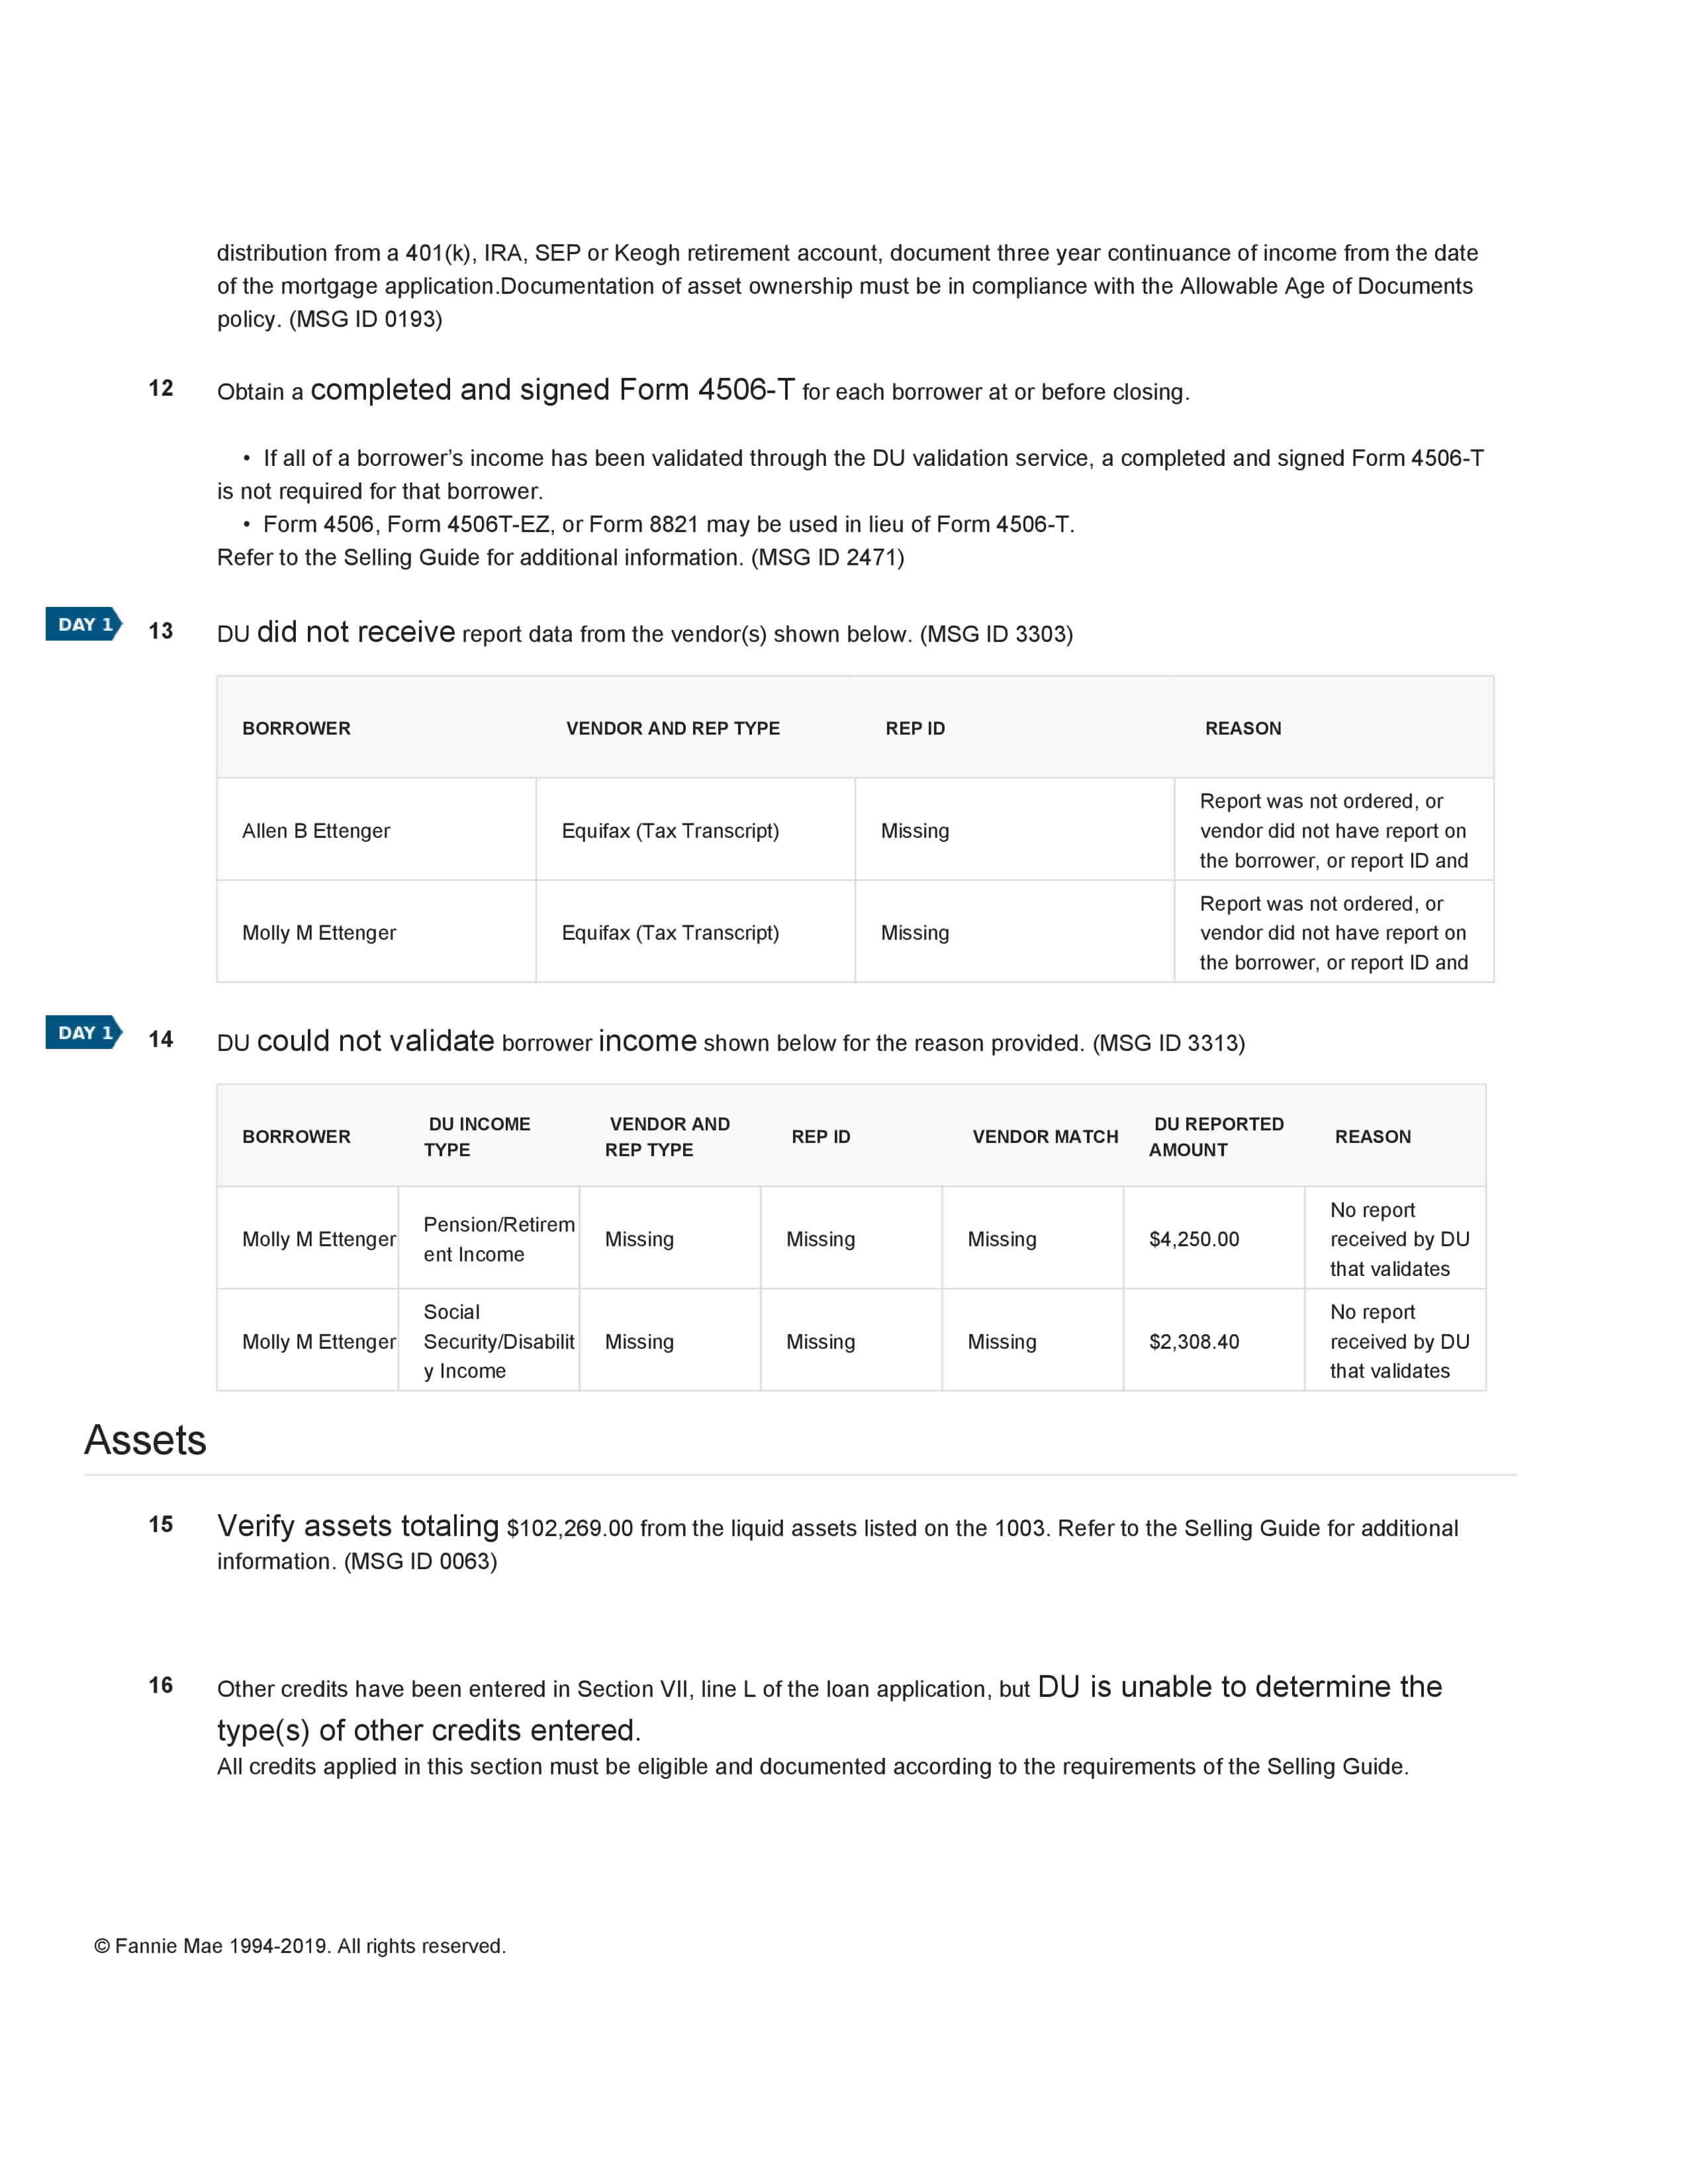 distribution from a 401(k), IRA, SEP or Keogh retirement account, document three year continuance of income from the date
of the mortgage application.Documentation of asset ownership must be in compliance with the Allowable Age of Documents
policy. (MSG ID 0193)
12 Obtain a completed and signed Form 4506-T for each borrower at or before closing.
• If all of a borrower’s income has been validated through the DU validation service, a completed and signed Form 4506-T
is not required for that borrower.
• Form 4506, Form 4506T-EZ, or Form 8821 may be used in lieu of Form 4506-T.
Refer to the Selling Guide for additional information. (MSG ID 2471)
DAY 1 13 DU did not receive report data from the vendor(s) shown below. (MSG ID 3303)
BORROWER VENDOR AND REP TYPE REP ID REASON
Report was not ordered, or
Allen B Ettenger Equifax (Tax Transcript) Missing vendor did not have report on
the borrower, or report ID and
Report was not ordered, or
Molly M Ettenger Equifax (Tax Transcript) Missing vendor did not have report on
the borrower, or report ID and
DAY 1 14 DU could not validate borrower income shown below for the reason provided. (MSG ID 3313)
BORROWER DU INCOME TYPE VENDOR AND REP TYPE REP ID VENDOR MATCH DU REPORTED AMOUNT REASON
Molly M Ettenger Pension/Retirem ent Income Missing Missing Missing $4,250.00 No report received by DU that validates
Molly M Ettenger Social Security/Disabilit y Income Missing Missing Missing $2,308.40 No report received by DU that validates
Assets
15 Verify assets totaling $102,269.00 from the liquid assets listed on the 1003. Refer to the Selling Guide for additional
information. (MSG ID 0063)
16 Other credits have been entered in Section VII, line L of the loan application, but DU is unable to determine the
type(s) of other credits entered.
All credits applied in this section must be eligible and documented according to the requirements of the Selling Guide.
© Fannie Mae 1994-2019. All rights reserved.